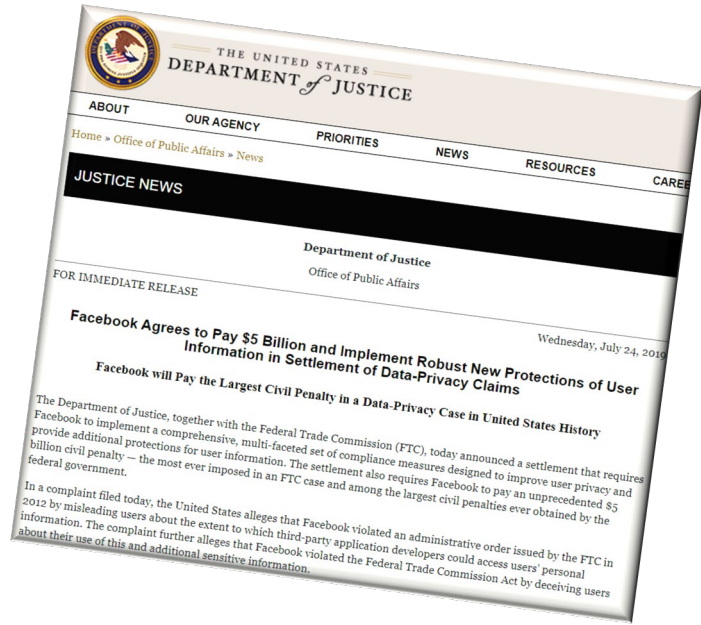 THE UNITED STATES
DEPARTMENT of JUSTICE
ABOUT OUR AGENCY PRIORITIES NEWS RESOURCES CAREE
Home » Office of Public Affairs » News
JUSTICE NEWS
Department of Justice
Office of Public Affairs
FOR IMMEDIATE RELEASE
Wednesday, July 24, 2019
Facebook Agrees to Pay $5 Billion and Implement Robust New Protections of User
Information in Settlement of Data-Privacy Claims
Facebook will Pay the Largest Civil Penalty in a Data-Privacy Case in United States History
The Department of Justice, together with the Federal Trade Commission (FTC), today announced a settlement that requires
Facebook to implement a comprehensive, multi-faceted set of compliance measures designed to improve user privacy and
provide additional protections for user information. The settlement also requires Facebook to pay an unprecedented $5
billion civil penalty — the most ever imposed in an FTC case and among the largest civil penalties ever obtained by the
federal government.
In a complaint filed today, the United States alleges that Facebook violated an administrative order issued by the FTC in
2012 by misleading users about the extent to which third-party application developers could access users' personal
information. The complaint further alleges that Facebook violated the Federal Trade Commission Act by deceiving users
about their use of this and additional sensitive information.